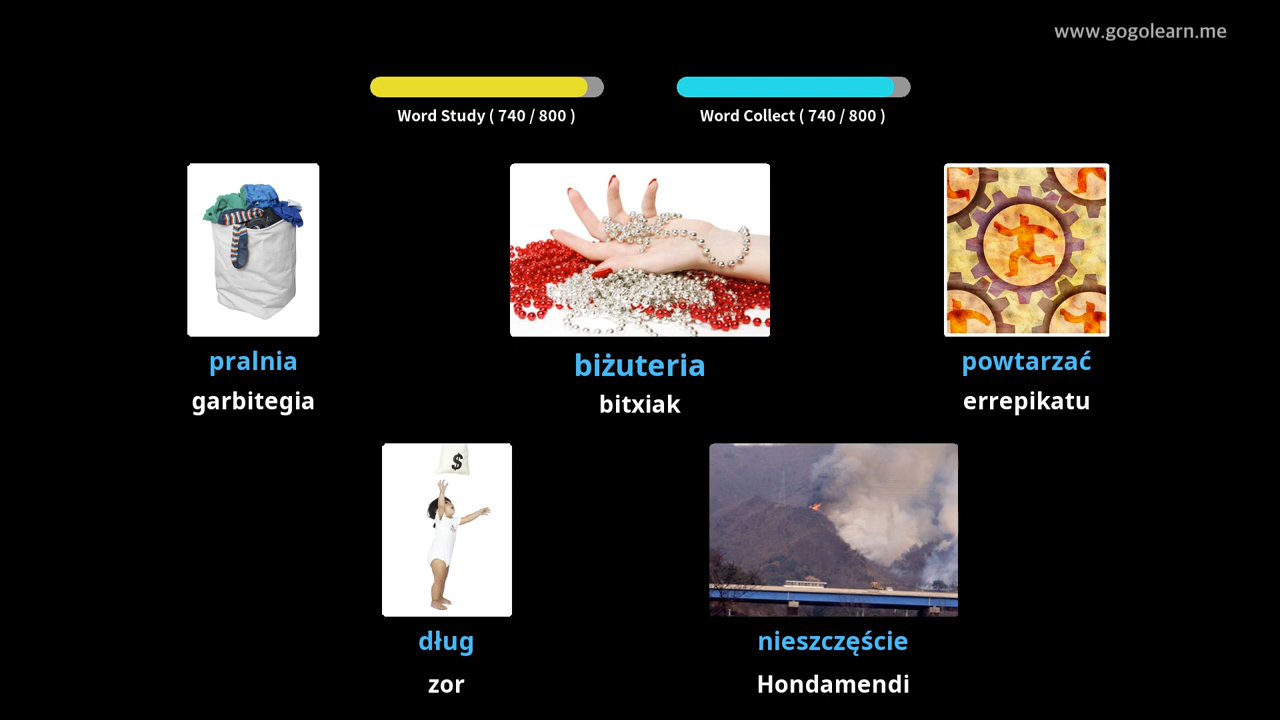 www.gogolearn.me
Word Study ( 740 / 800 )
Word Collect ( 740 / 800 )
pralnia
garbitegia
biżuteria
bitxiak
powtarzać
errepikatu
$
dług
zor
nieszczęście
Hondamendi